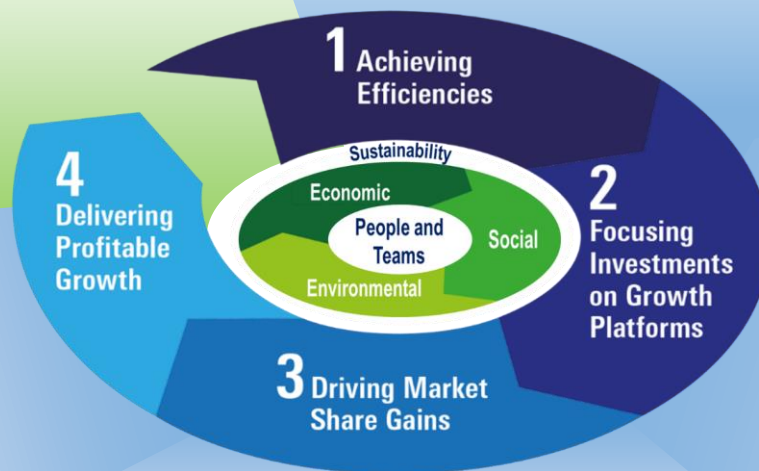 1 Achieving
Efficiencies
2
Focusing
Investments
on Growth
Platforms
3 Driving Market
Share Gains
4
Delivering
Profitable
Growth
Sustainability
Economic
Social
Environmental
People and
Teams